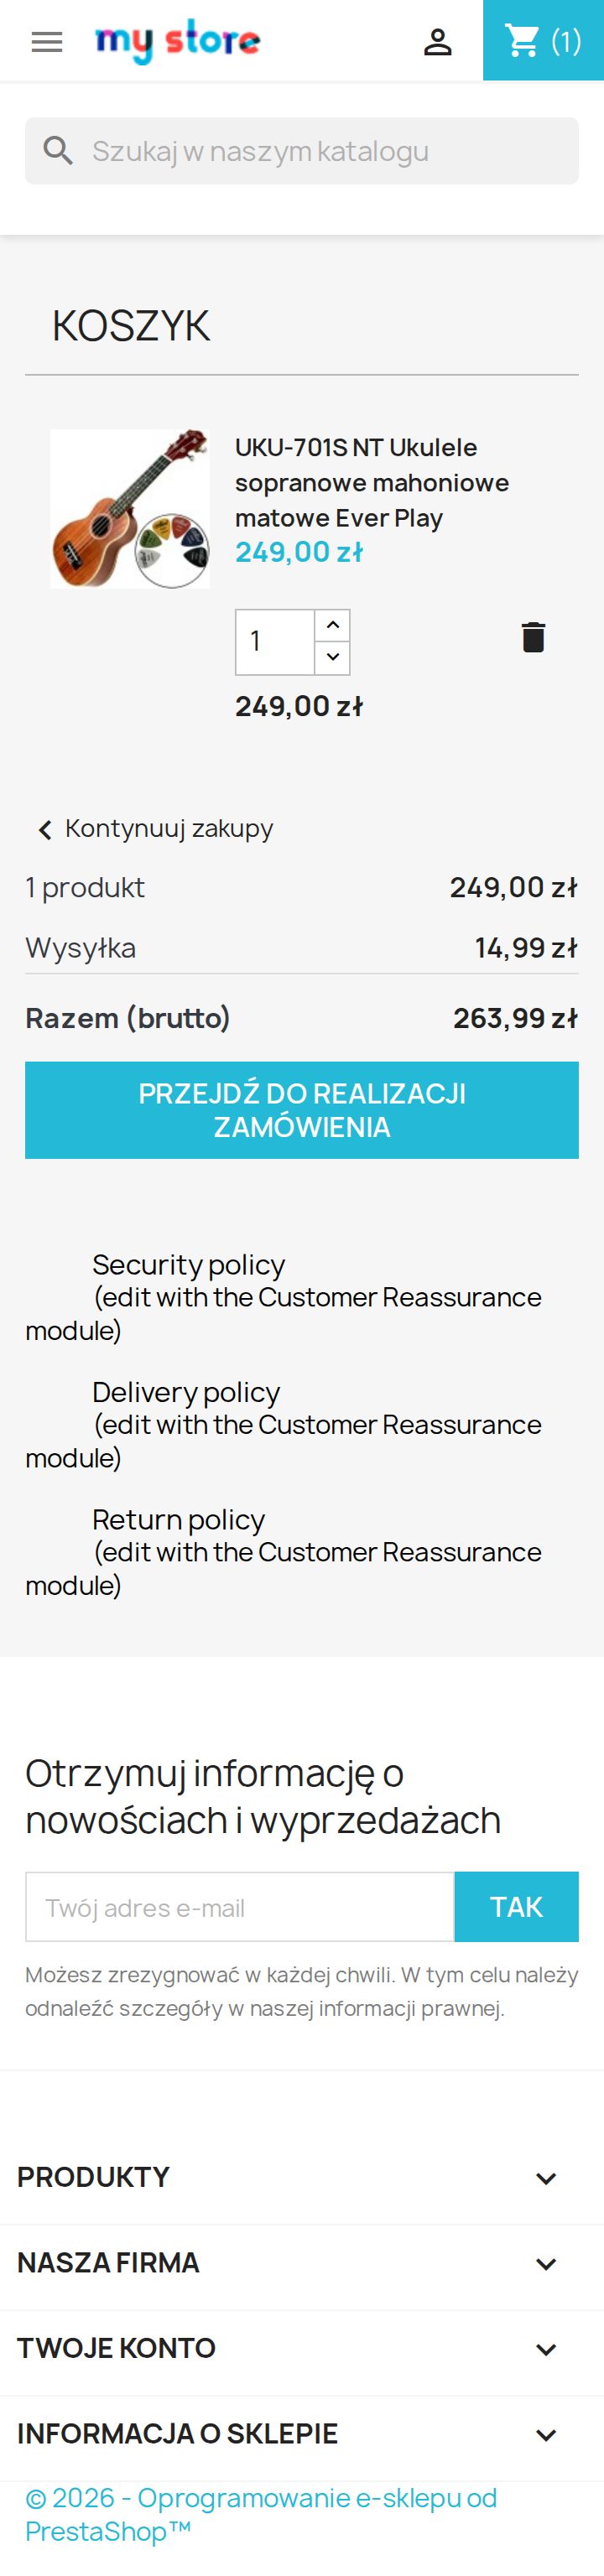 my store
(1)
Szukaj w naszym katalogu
KOSZYK
UKU-701S NT Ukulele
sopranowe mahoniowe
matowe Ever Play
249,00 zł
1
249,00 zł
Kontynuuj zakupy
1 produkt 249,00 zł
Wysyłka 14,99 zł
Razem (brutto) 263,99 zł
PRZEJDŹ DO REALIZACJI
ZAMÓWIENIA
Security policy
(edit with the Customer Reassurance
module)
Delivery policy
(edit with the Customer Reassurance
module)
Return policy
(edit with the Customer Reassurance
module)
Otrzymuj informację o
nowościach i wyprzedażach
Twój adres e-mail TAK
Możesz zrezygnować w każdej chwili. W tym celu należy
odnaleźć szczegóły w naszej informacji prawnej.
PRODUKTY
NASZA FIRMA
TWOJE KONTO
INFORMACJA O SKLEPIE
© 2026 - Oprogramowanie e-sklepu od
PrestaShop™